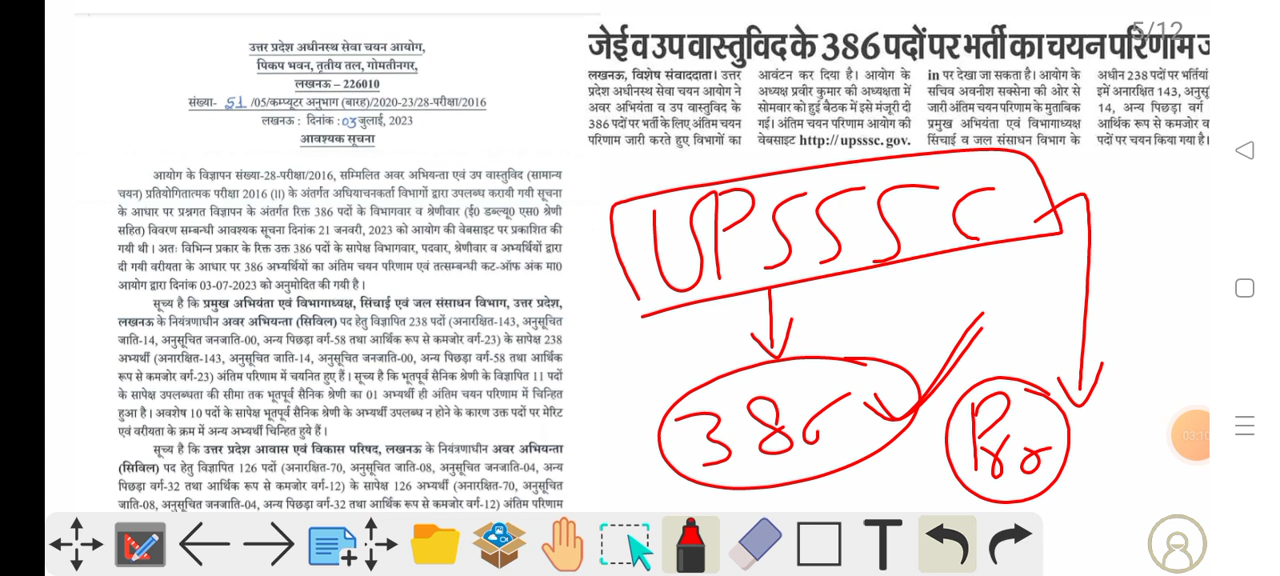 5/12
उत्तर प्रदेश अधीनस्थ सेवा चयन आयोग,
पिकप भवन, तृतीय तल, गोमतीनगर,
लखनऊ – 226010
संख्या- 51 /05/कम्प्यूटर अनुभाग (बारह)/2020-23/28-परीक्षा/2016
लखनऊ : दिनांक : 03 जुलाई, 2023
आवश्यक सूचना
आयोग के विज्ञापन संख्या-28-परीक्षा/2016, सम्मिलित अवर अभियन्ता एवं उप वास्तुविद (सामान्य
चयन) प्रतियोगितात्मक परीक्षा 2016 (II) के अंतर्गत अधियाचनकर्ता विभागों द्वारा उपलब्ध करायी गयी सूचना
के आधार पर प्रश्नगत विज्ञापन के अंतर्गत रिक्त 386 पदों के विभागवार व श्रेणीवार (ई0 डब्ल्यू0 एस0 श्रेणी
सहित) विवरण सम्बन्धी आवश्यक सूचना दिनांक 21 जनवरी, 2023 को आयोग की वेबसाइट पर प्रकाशित की
गयी थी। अतः विभिन्न प्रकार के रिक्त उक्त 386 पदों के सापेक्ष विभागवार, पदवार, श्रेणीवार व अभ्यर्थियों द्वारा
दी गयी वरीयता के आधार पर 386 अभ्यर्थियों का अंतिम चयन परिणाम एवं तत्सम्बन्धी कट-ऑफ अंक मा0
आयोग द्वारा दिनांक 03-07-2023 को अनुमोदित की गयी है।
सूच्य है कि प्रमुख अभियंता एवं विभागाध्यक्ष, सिंचाई एवं जल संसाधन विभाग, उत्तर प्रदेश,
लखनऊ के नियंत्रणाधीन अवर अभियन्ता (सिविल) पद हेतु विज्ञापित 238 पदों (अनारक्षित-143, अनुसूचित
जाति-14, अनुसूचित जनजाति-00, अन्य पिछड़ा वर्ग-58 तथा आर्थिक रूप से कमजोर वर्ग-23) के सापेक्ष 238
अभ्यर्थी (अनारक्षित-143, अनुसूचित जाति-14, अनुसूचित जनजाति-00, अन्य पिछड़ा वर्ग-58 तथा आर्थिक
रूप से कमजोर वर्ग-23) अंतिम परिणाम में चयनित हुए हैं। सूच्य है कि भूतपूर्व सैनिक श्रेणी के विज्ञापित 11 पदों
के सापेक्ष उपलब्धता की सीमा तक भूतपूर्व सैनिक श्रेणी का 01 अभ्यर्थी ही अंतिम चयन परिणाम में चिन्हित
हुआ है। अवशेष 10 पदों के सापेक्ष भूतपूर्व सैनिक श्रेणी के अभ्यर्थी उपलब्ध न होने के कारण उक्त पदों पर मेरिट
एवं वरीयता के क्रम में अन्य अभ्यर्थी चिन्हित हुये हैं।
सूच्य है कि उत्तर प्रदेश आवास एवं विकास परिषद, लखनऊ के नियंत्रणाधीन अवर अभियन्ता
(सिविल) पद हेतु विज्ञापित 126 पदों (अनारक्षित-70, अनुसूचित जाति-08, अनुसूचित जनजाति-04, अन्य
पिछड़ा वर्ग-32 तथा आर्थिक रूप से कमजोर वर्ग-12) के सापेक्ष 126 अभ्यर्थी (अनारक्षित-70, अनुसूचित
जाति-08, अनुसूचित जनजाति-04, अन्य पिछड़ा वर्ग-32 तथा आर्थिक रूप से कमजोर वर्ग-12) अंतिम परिणाम
जेई व उप वास्तुविद के 386 पदों पर भर्ती का चयन परिणाम
लखनऊ, विशेष संवाददाता। उत्तर
प्रदेश अधीनस्थ सेवा चयन आयोग ने
अवर अभियंता व उप वास्तुविद के
386 पदों पर भर्ती के लिए अंतिम चयन
परिणाम जारी करते हुए विभागों का
आवंटन कर दिया है। आयोग के
अध्यक्ष प्रवीर कुमार की अध्यक्षता में
सोमवार को हुई बैठक में इसे मंजूरी दी
गई। अंतिम चयन परिणाम आयोग की
वेबसाइट http://upsssc.gov.
in पर देखा जा सकता है। आयोग के
सचिव अवनीश सक्सेना की ओर से
जारी अंतिम चयन परिणाम के मुताबिक
प्रमुख अभियंता एवं विभागाध्यक्ष
सिंचाई व जल संसाधन विभाग के
अधीन 238 पदों पर भर्तियां
इमें अनारक्षित 143,
14, अन्य पिछड़ा वर्ग
आर्थिक रूप से कमजोर व
पदों पर चयन किया गया है।
UPSSSC
386
03:10
T